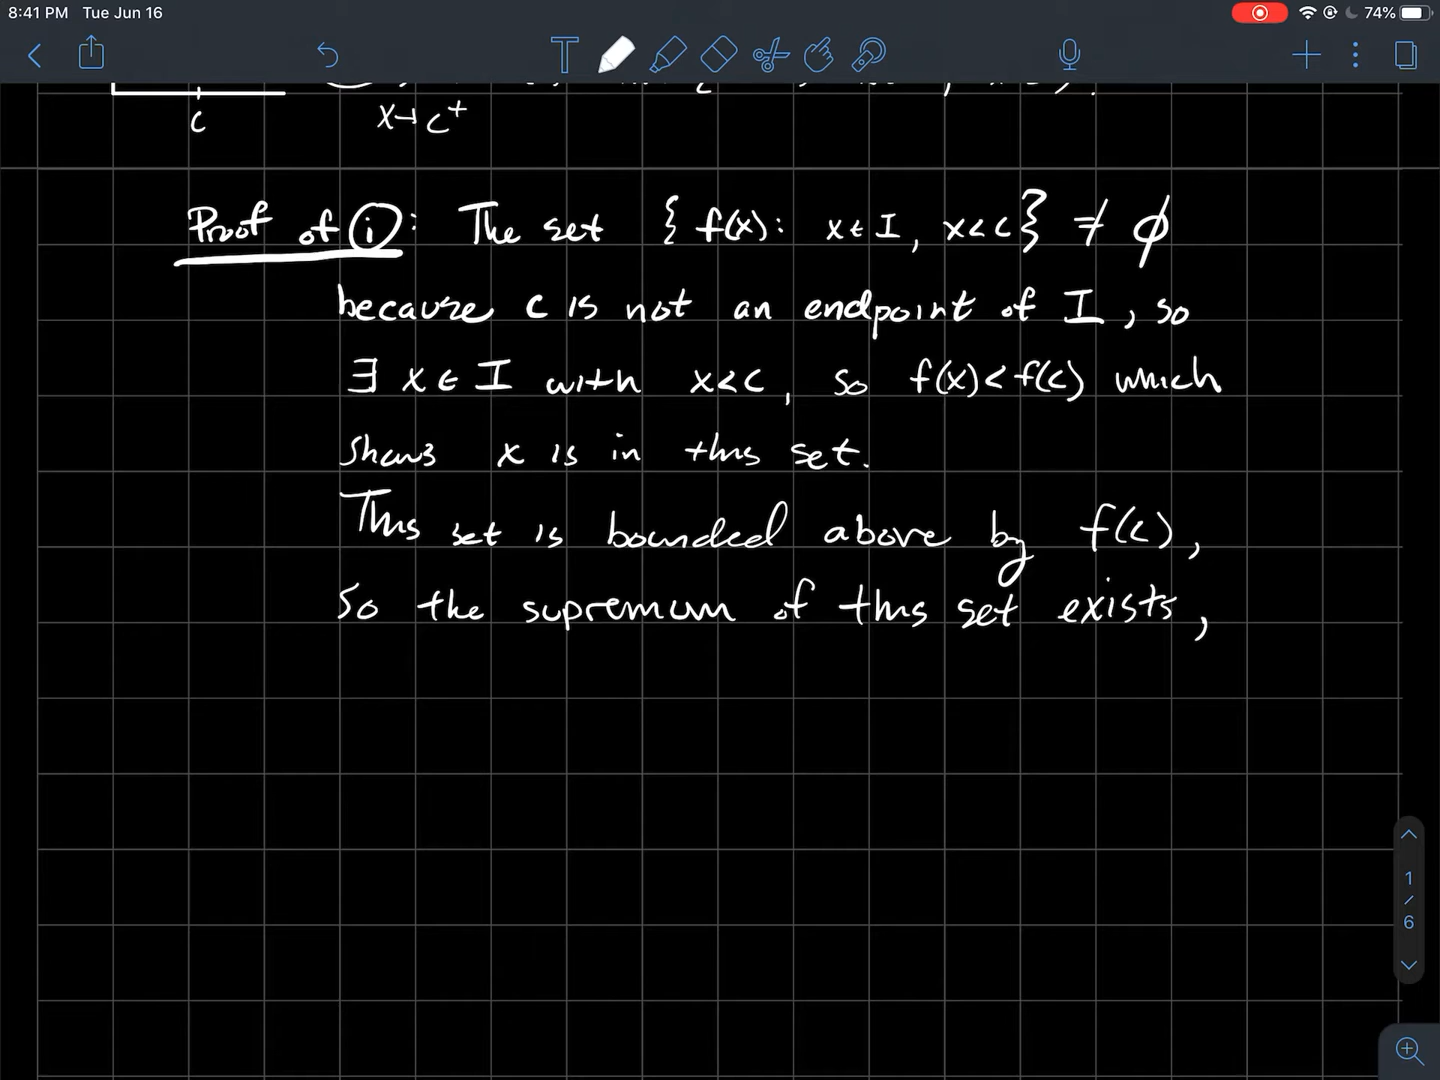 8:41 PM Tue Jun 16
74%
T
c
x→c⁺
Proof of (i): The set {f(x): x ∈ I, x < c} ≠ ∅
because c is not an endpoint of I, so
∃ x ∈ I with x < c, so f(x) < f(c) which
shows x is in this set.
This set is bounded above by f(c),
so the supremum of this set exists,
1
/
6